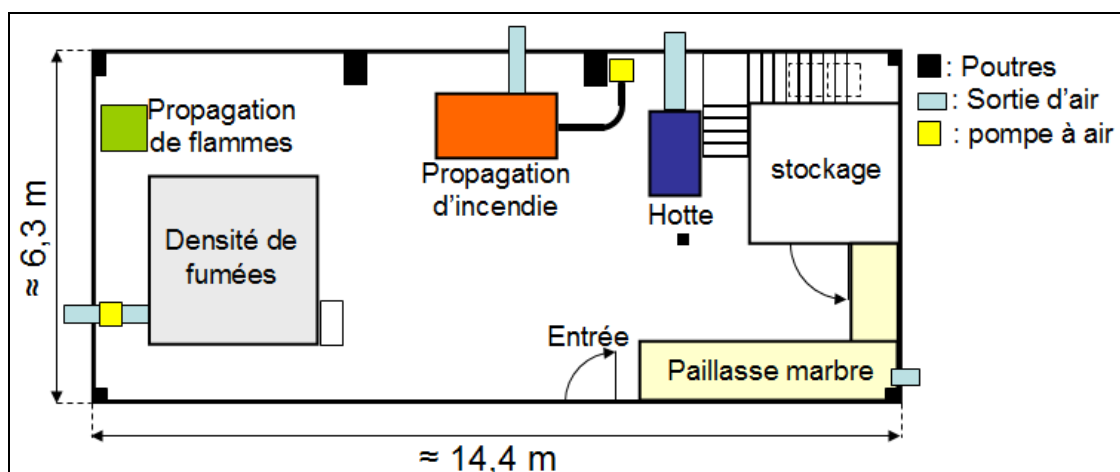 Propagation
de flammes
Densité de
fumées
Propagation
d'incendie
Hotte
stockage
Entrée
Paillasse marbre
: Poutres
: Sortie d'air
: pompe à air
≈ 6,3 m
≈ 14,4 m